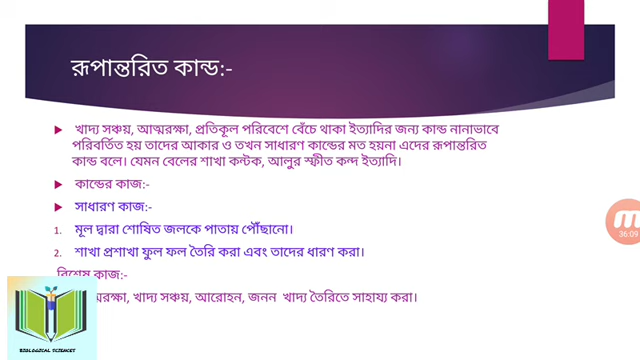 রূপান্তরিত কান্ড:-
খাদ্য সঞ্চয়, আত্মরক্ষা, প্রতিকূল পরিবেশে বেঁচে থাকা ইত্যাদির জন্য কান্ড নানাভাবে
পরিবর্তিত হয় তাদের আকার ও তখন সাধারণ কান্ডের মত হয়না এদের রূপান্তরিত
কান্ড বলে। যেমন বেলের শাখা কন্টক, আলুর স্ফীত কন্দ ইত্যাদি।
কান্ডের কাজ:-
সাধারণ কাজ:-
1. মূল দ্বারা শোষিত জলকে পাতায় পৌঁছানো।
2. শাখা প্রশাখা ফুল ফল তৈরি করা এবং তাদের ধারণ করা।
বিশেষ কাজ:-
খাদ্য সঞ্চয়, আরোহন, জনন খাদ্য তৈরিতে সাহায্য করা।
36:09
BIOLOGICAL SCIENCES